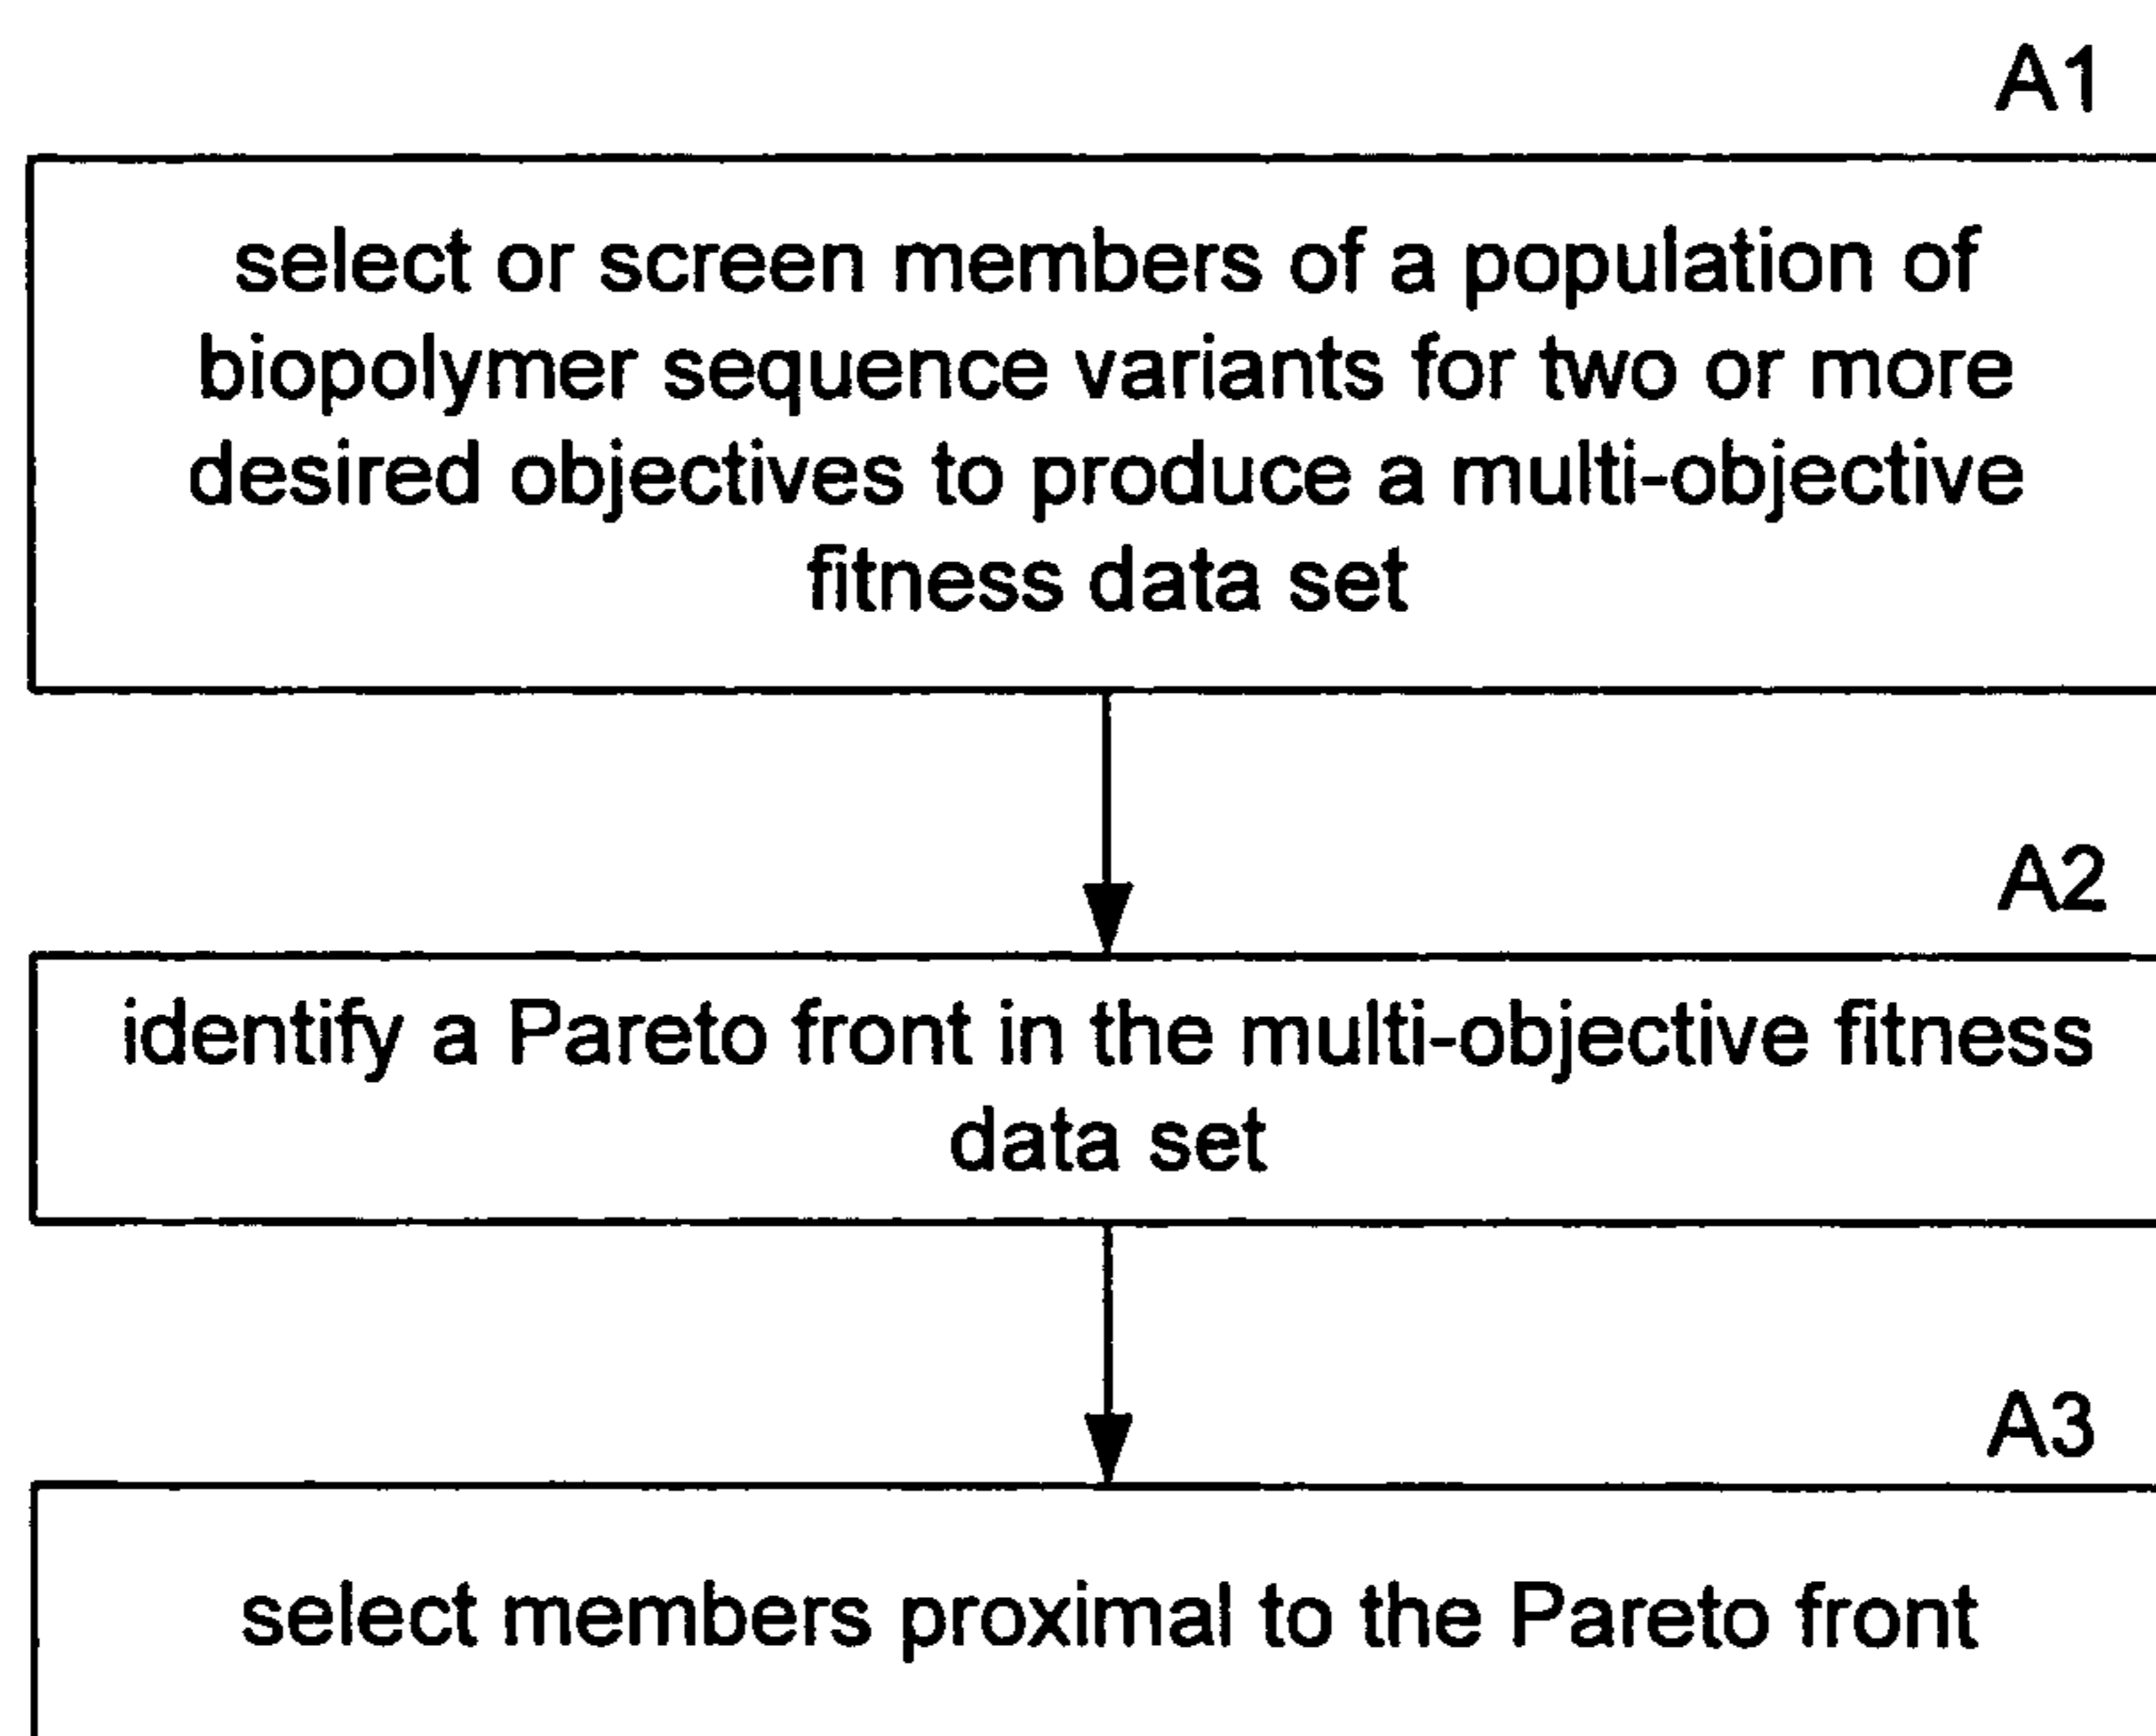 A1
select or screen members of a population of
biopolymer sequence variants for two or more
desired objectives to produce a multi-objective
fitness data set
A2
identify a Pareto front in the multi-objective fitness
data set
A3
select members proximal to the Pareto front